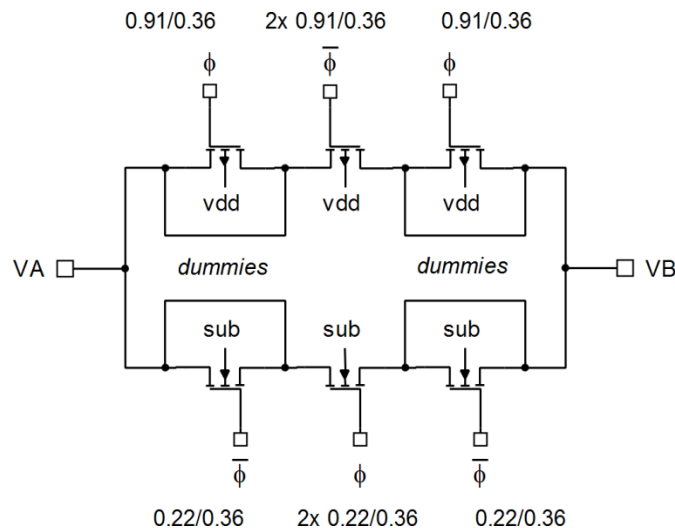 0.91/0.36 2x 0.91/0.36 0.91/0.36
ϕ ϕ̅ ϕ
vdd vdd vdd
VA dummies dummies VB
sub sub sub
ϕ̅ ϕ ϕ̅
0.22/0.36 2x 0.22/0.36 0.22/0.36